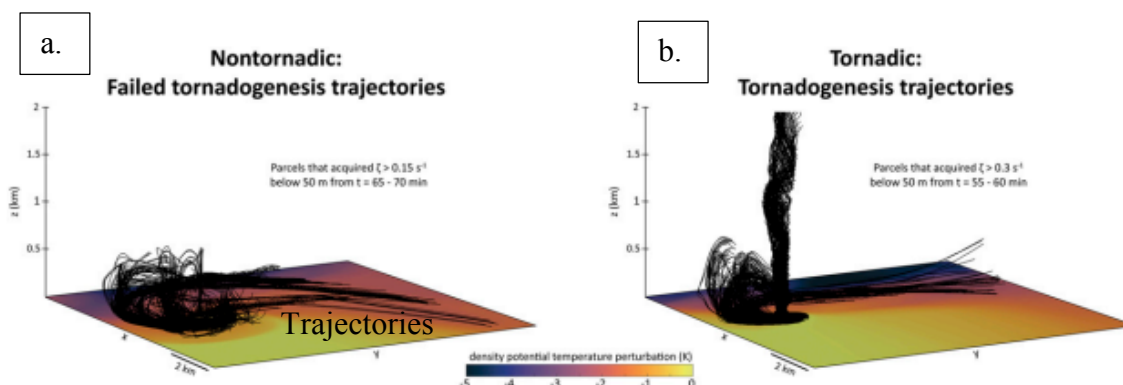 a.
Nontornadic:
Failed tornadogenesis trajectories
2
1.5
1
0.5
z (km)
Parcels that acquired ζ > 0.15 s⁻¹
below 50 m from t = 65 - 70 min
Trajectories
x
y
2 km
b.
Tornadic:
Tornadogenesis trajectories
2
1.5
1
0.5
z (km)
Parcels that acquired ζ > 0.3 s⁻¹
below 50 m from t = 55 - 60 min
x
y
2 km
density potential temperature perturbation (K)
-5 -4 -3 -2 -1 0